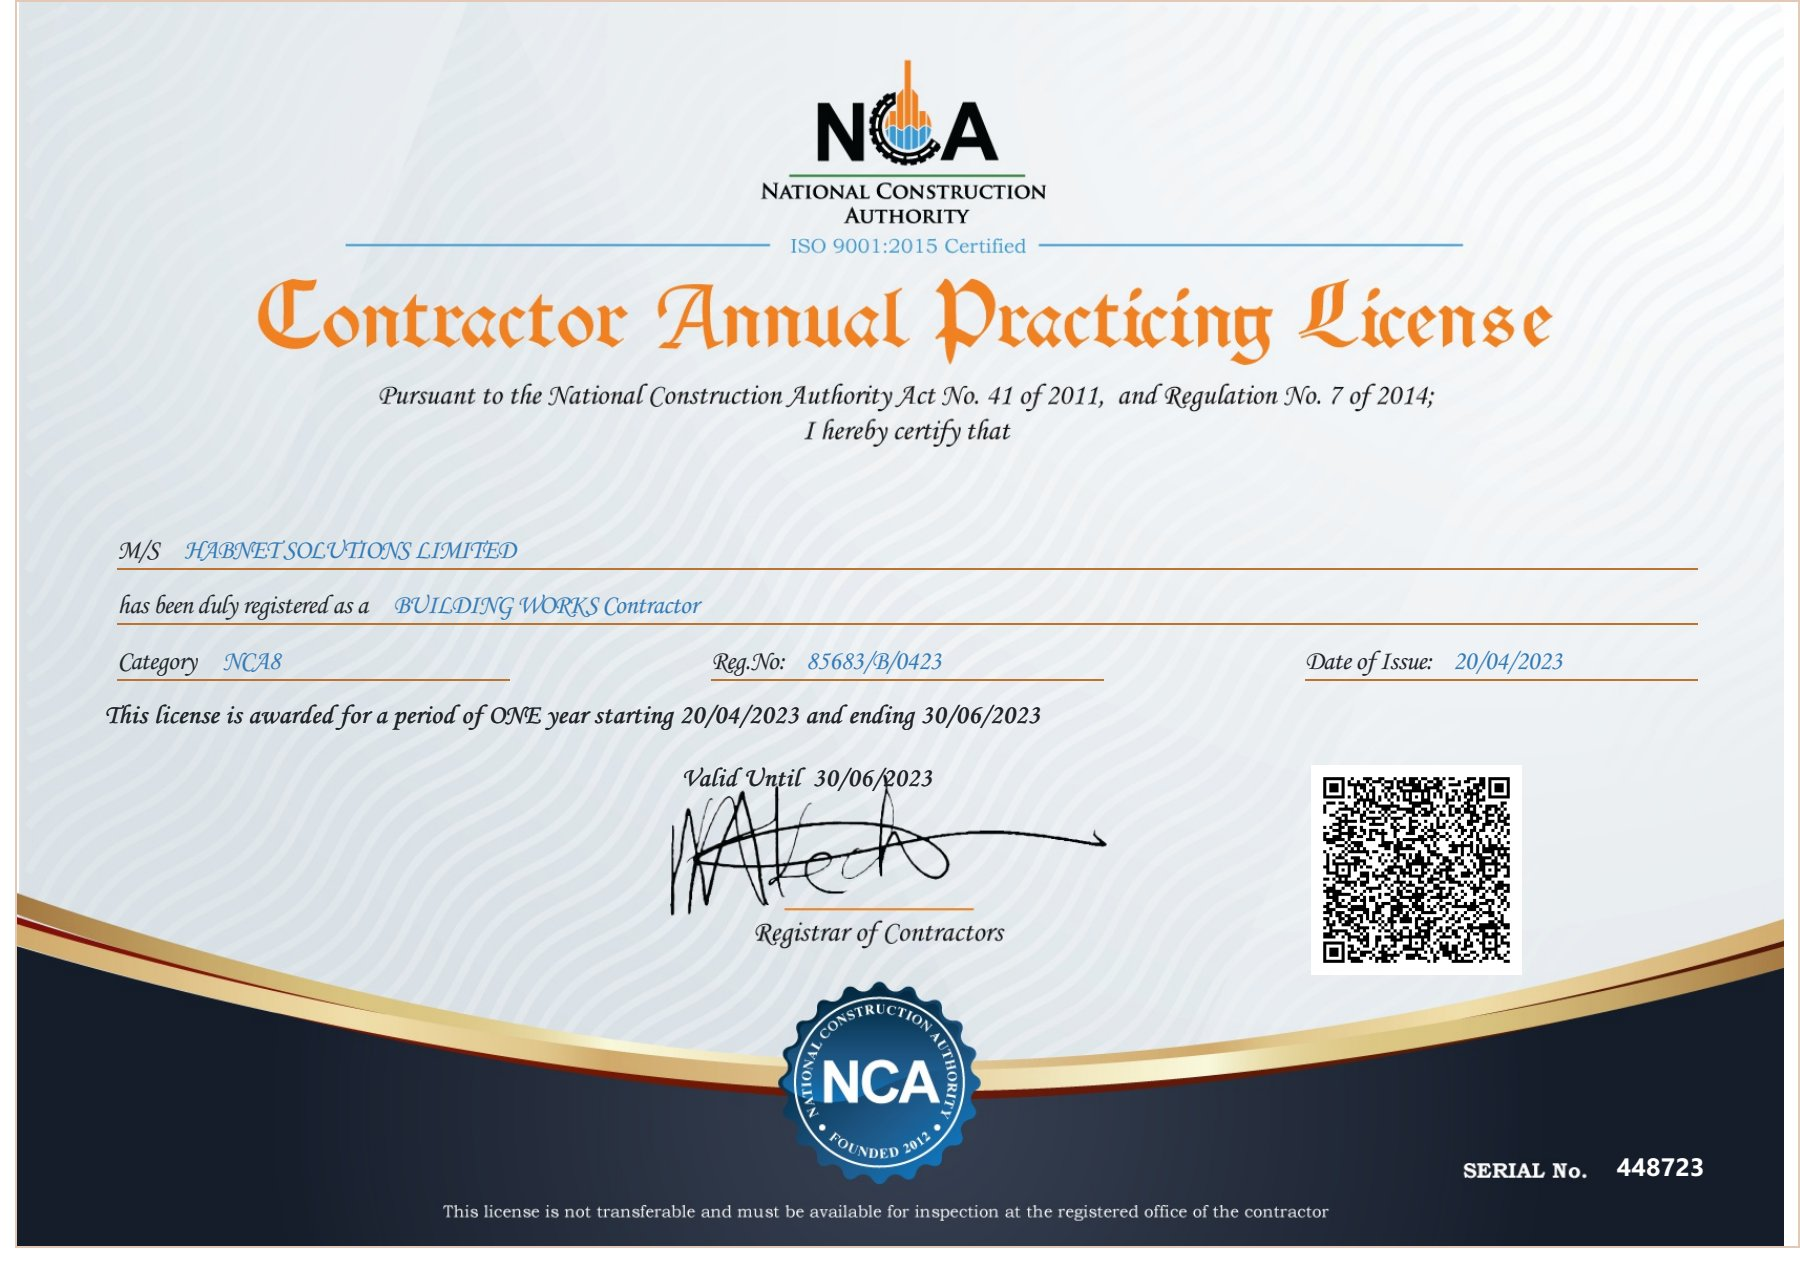 NCA
NATIONAL CONSTRUCTION
AUTHORITY
ISO 9001:2015 Certified
Contractor Annual Practicing License
Pursuant to the National Construction Authority Act No. 41 of 2011, and Regulation No. 7 of 2014;
I hereby certify that
M/S HABNET SOLUTIONS LIMITED
has been duly registered as a BUILDING WORKS Contractor
Category NCA8 Reg.No: 85683/B/0423 Date of Issue: 20/04/2023
This license is awarded for a period of ONE year starting 20/04/2023 and ending 30/06/2023
Valid Until 30/06/2023
Registrar of Contractors
NATIONAL CONSTRUCTION AUTHORITY
NCA
FOUNDED 2012
SERIAL No. 448723
This license is not transferable and must be available for inspection at the registered office of the contractor